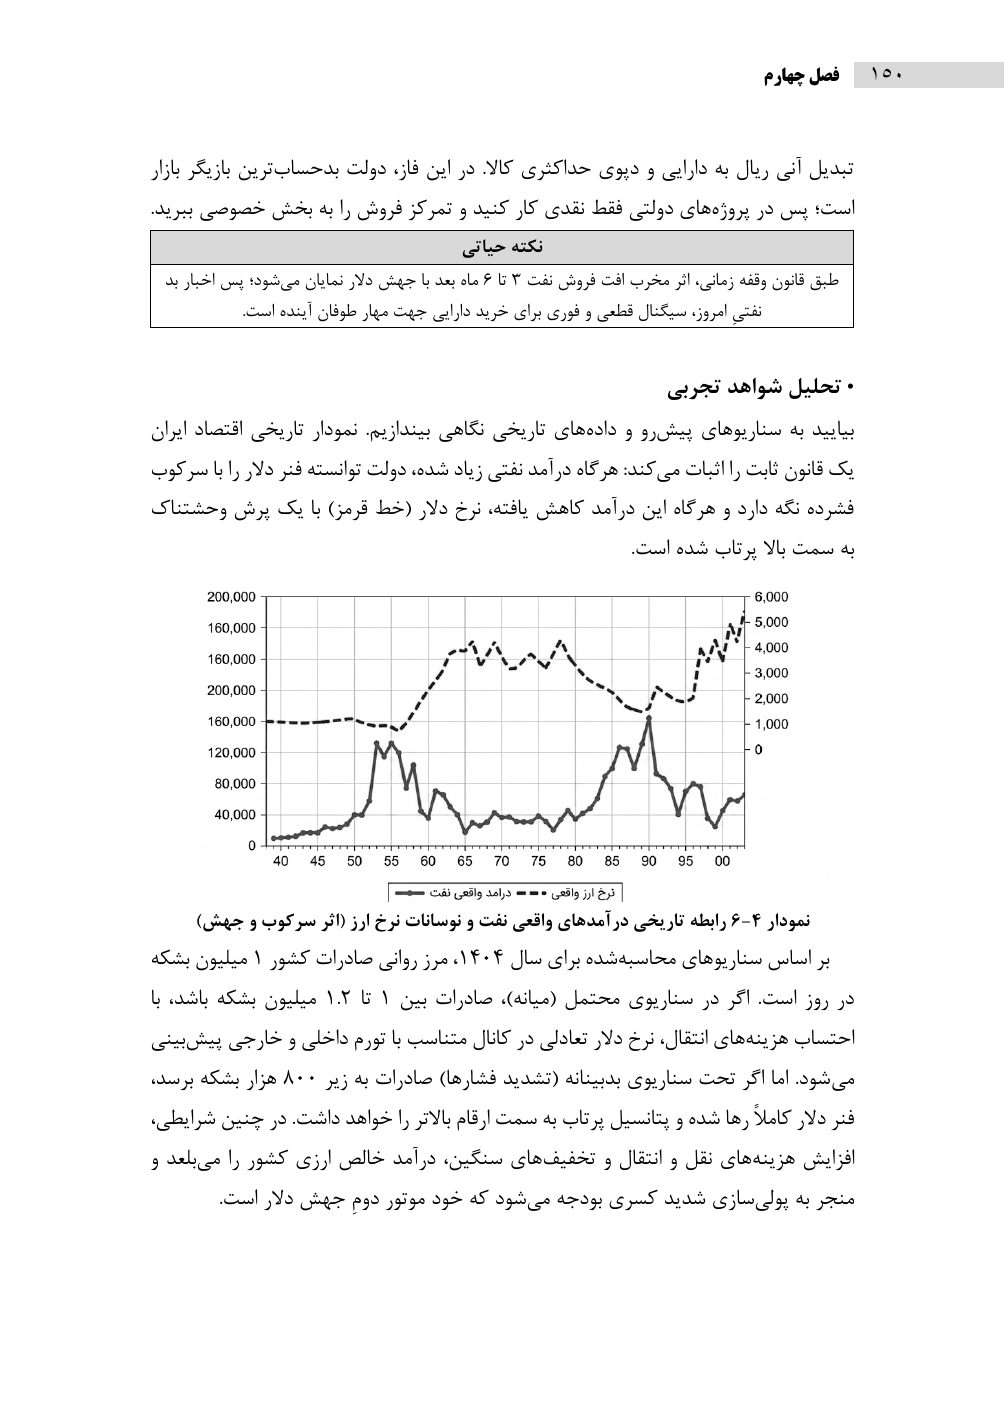 ۱۵۰ فصل چهارم
تبدیل آنی ریال به دارایی و دپوی حداکثری کالا. در این فاز، دولت بدحساب‌ترین بازیگر بازار
است؛ پس در پروژه‌های دولتی فقط نقدی کار کنید و تمرکز فروش را به بخش خصوصی ببرید.
نکته حیاتی
طبق قانون وقفه زمانی، اثر مخرب افت فروش نفت ۳ تا ۶ ماه بعد با جهش دلار نمایان می‌شود؛ پس اخبار بد
نفتیِ امروز، سیگنال قطعی و فوری برای خرید دارایی جهت مهار طوفان آینده است.
• تحلیل شواهد تجربی
بیایید به سناریوهای پیش‌رو و داده‌های تاریخی نگاهی بیندازیم. نمودار تاریخی اقتصاد ایران
یک قانون ثابت را اثبات می‌کند: هرگاه درآمد نفتی زیاد شده، دولت توانسته فنر دلار را با سرکوب
فشرده نگه دارد و هرگاه این درآمد کاهش یافته، نرخ دلار (خط قرمز) با یک پرش وحشتناک
به سمت بالا پرتاب شده است.
200,000 6,000
5,000
160,000
160,000 4,000
3,000
200,000 2,000
160,000 1,000
120,000 0
80,000
40,000
0
40 45 50 55 60 65 70 75 80 85 90 95 00
نرخ ارز واقعی درامد واقعی نفت
نمودار ۴-۶ رابطه تاریخی درآمدهای واقعی نفت و نوسانات نرخ ارز (اثر سرکوب و جهش)
بر اساس سناریوهای محاسبه‌شده برای سال ۱۴۰۴، مرز روانی صادرات کشور ۱ میلیون بشکه
در روز است. اگر در سناریوی محتمل (میانه)، صادرات بین ۱ تا ۱.۲ میلیون بشکه باشد، با
احتساب هزینه‌های انتقال، نرخ دلار تعادلی در کانال متناسب با تورم داخلی و خارجی پیش‌بینی
می‌شود. اما اگر تحت سناریوی بدبینانه (تشدید فشارها) صادرات به زیر ۸۰۰ هزار بشکه برسد،
فنر دلار کاملاً رها شده و پتانسیل پرتاب به سمت ارقام بالاتر را خواهد داشت. در چنین شرایطی،
افزایش هزینه‌های نقل و انتقال و تخفیف‌های سنگین، درآمد خالص ارزی کشور را می‌بلعد و
منجر به پولی‌سازی شدید کسری بودجه می‌شود که خود موتور دومِ جهش دلار است.